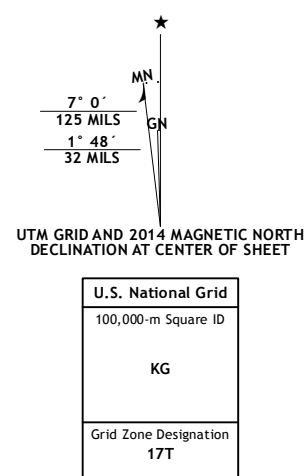 MN
7° 0´
125 MILS
GN
1° 48´
32 MILS
UTM GRID AND 2014 MAGNETIC NORTH
DECLINATION AT CENTER OF SHEET
U.S. National Grid
100,000-m Square ID
KG
Grid Zone Designation
17T